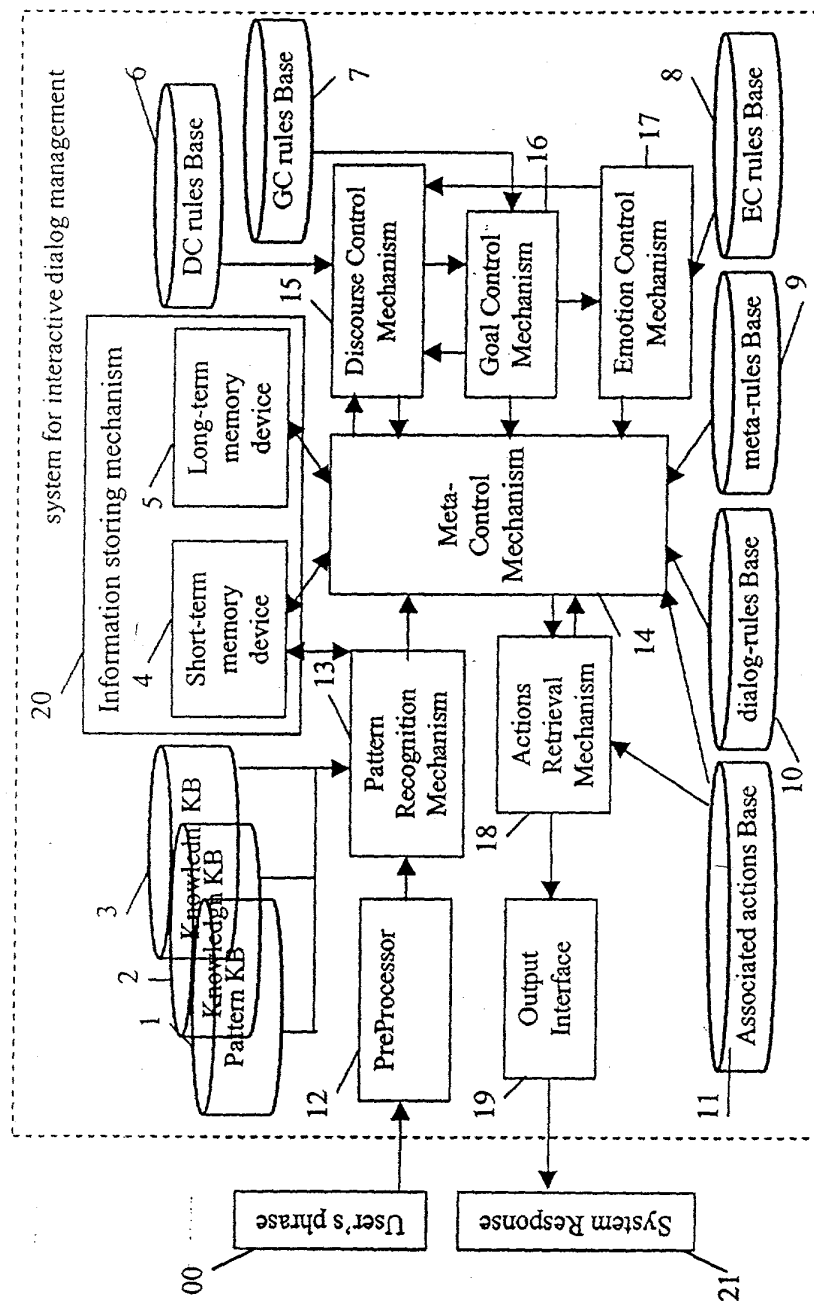 system for interactive dialog management
20
Information storing mechanism
4
Short-term
memory
device
5
Long-term
memory
device
6
DC rules Base
7
GC rules Base
3
Knowledn KB
2
Knowledgn KB
1
Pattern KB
00
User's phrase
12
PreProcessor
13
Pattern
Recognition
Mechanism
Meta-
Control
Mechanism
14
15
Discourse Control
Mechanism
16
Goal Control
Mechanism
17
Emotion Control
Mechanism
18
Actions
Retrieval
Mechanism
19
Output
Interface
21
System Response
11
Associated actions Base
10
dialog-rules Base
9
meta-rules Base
8
EC rules Base